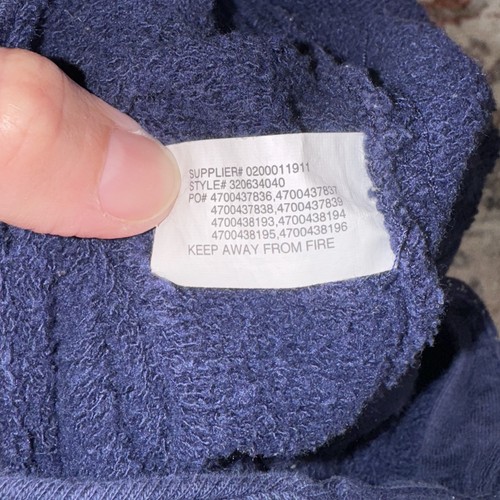 SUPPLIER# 0200011911
STYLE# 320634040
PO# 4700437836,4700437837
4700437838,4700437839
4700438193,4700438194
4700438195,4700438196
KEEP AWAY FROM FIRE